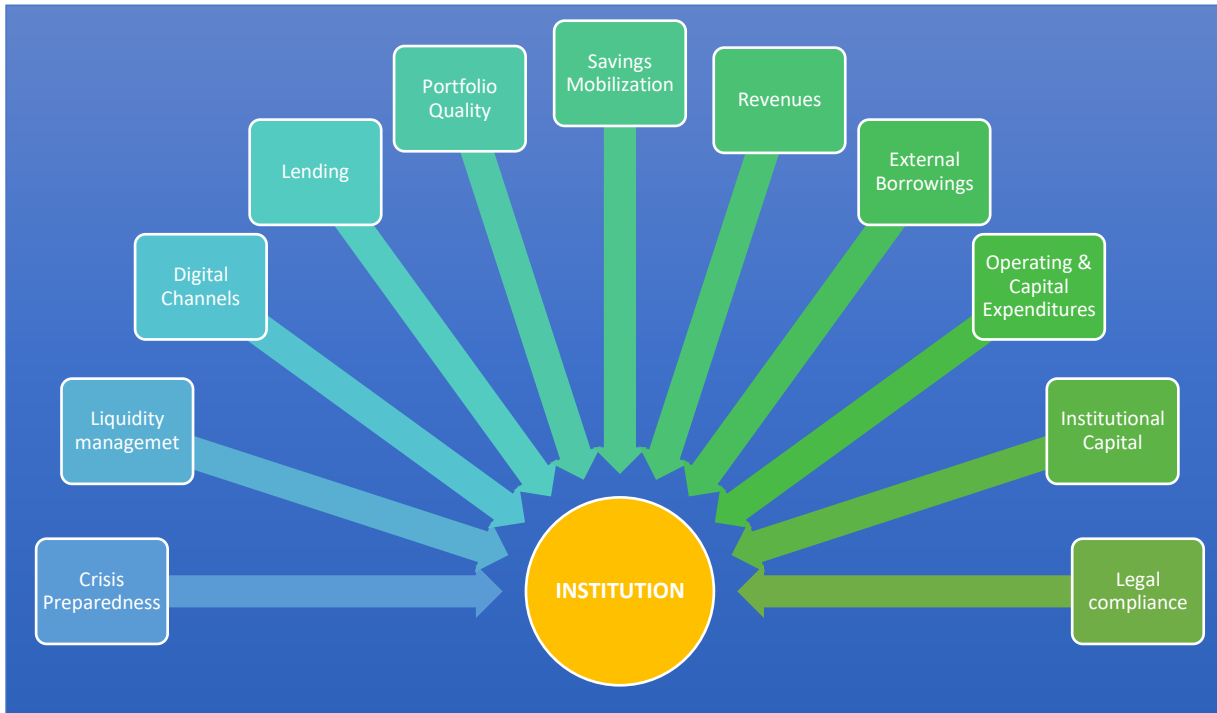 Crisis
Preparedness
Liquidity
managemet
Digital
Channels
Lending
Portfolio
Quality
Savings
Mobilization
Revenues
External
Borrowings
Operating &
Capital
Expenditures
Institutional
Capital
Legal
compliance
INSTITUTION